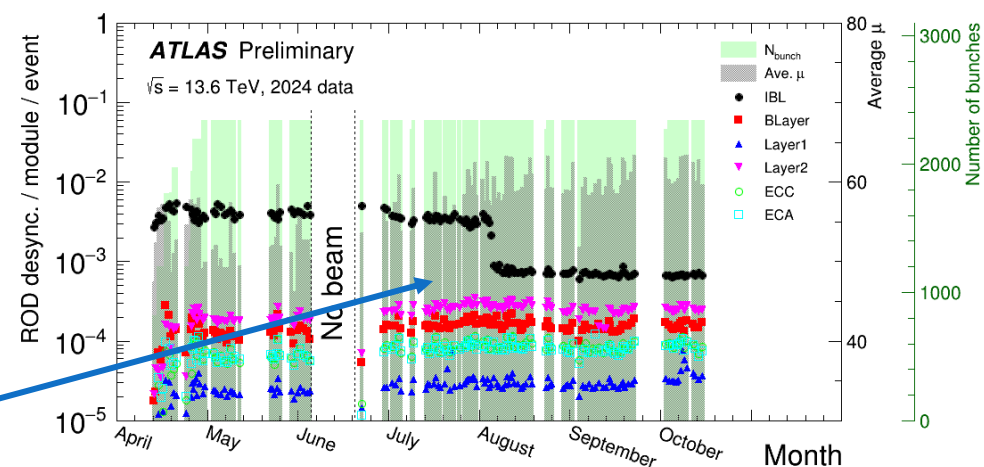 ATLAS Preliminary
√s = 13.6 TeV, 2024 data
ROD desync. / module / event
1
10⁻¹
10⁻²
10⁻³
10⁻⁴
10⁻⁵
No beam
N_bunch
Ave. μ
IBL
BLayer
Layer1
Layer2
ECC
ECA
80
60
40
Average μ
3000
2000
1000
0
Number of bunches
April May June July August September October
Month